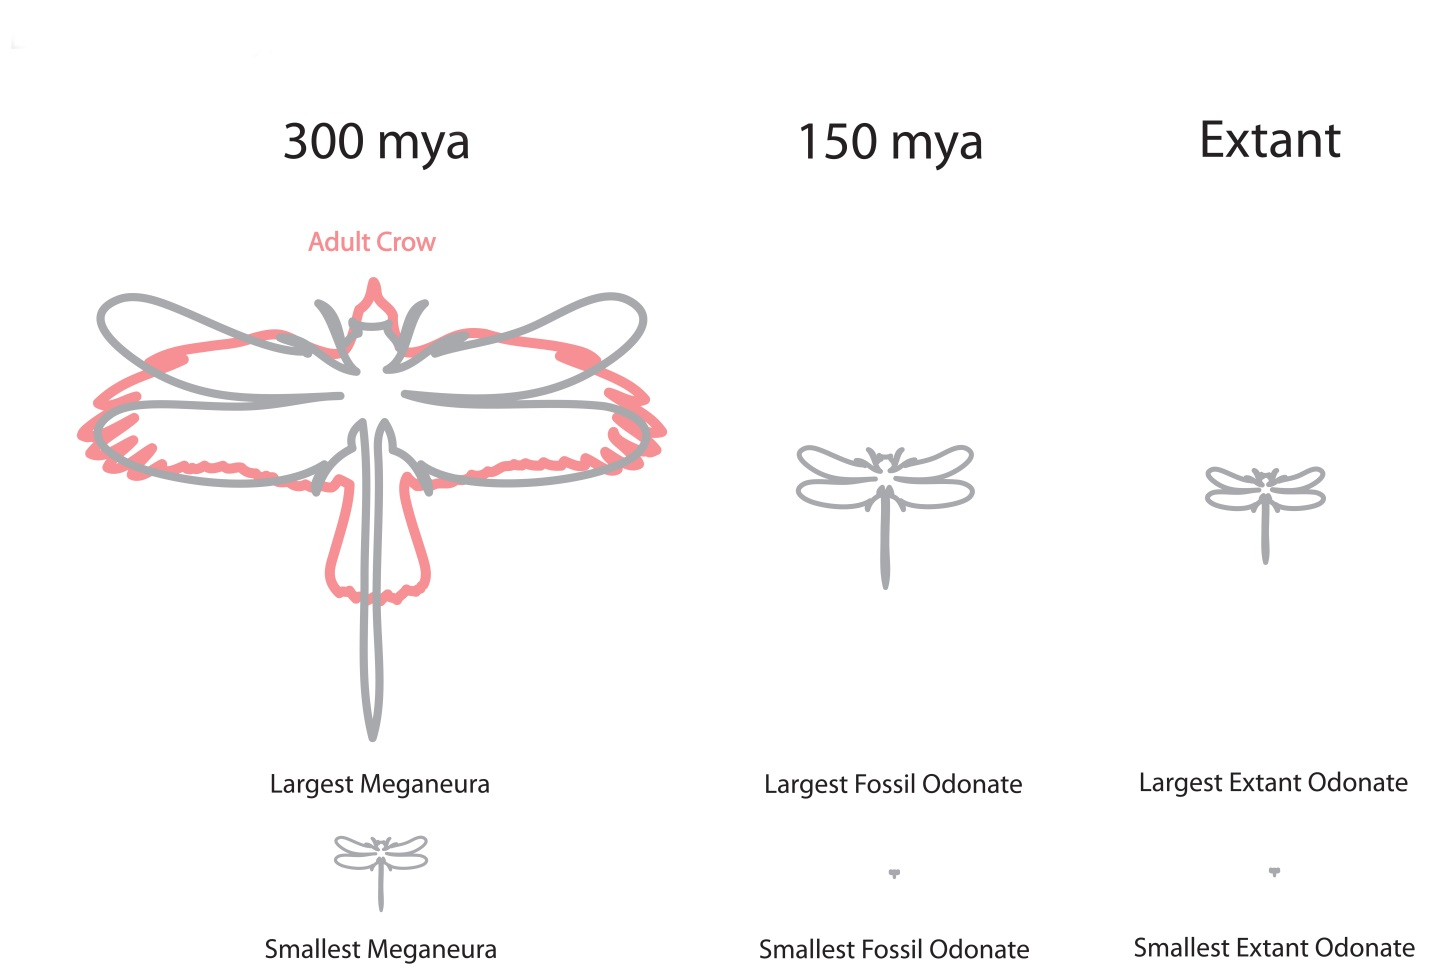 300 mya
150 mya
Extant
Adult Crow
Largest Meganeura
Largest Fossil Odonate
Largest Extant Odonate
Smallest Meganeura
Smallest Fossil Odonate
Smallest Extant Odonate